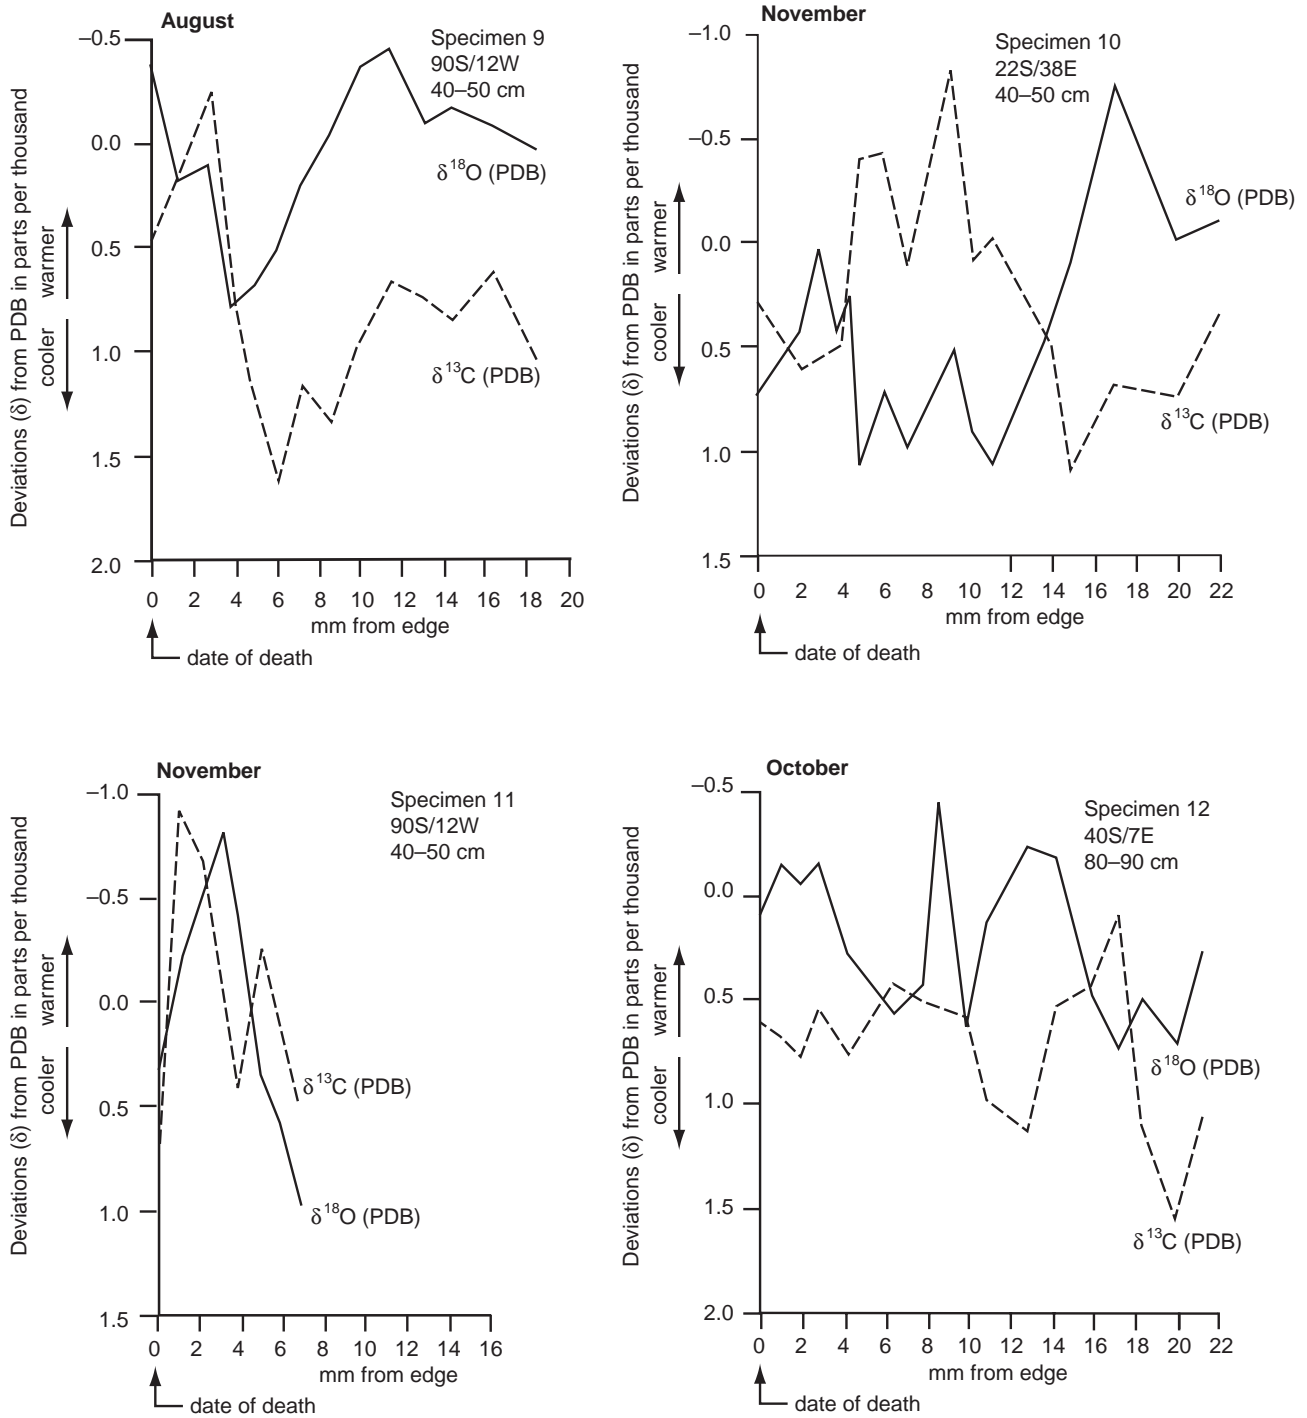 August
Specimen 9
90S/12W
40–50 cm
Deviations (δ) from PDB in parts per thousand
cooler warmer
–0.5
0.0
0.5
1.0
1.5
2.0
δ18O (PDB)
δ13C (PDB)
0 2 4 6 8 10 12 14 16 18 20
mm from edge
date of death
November
Specimen 10
22S/38E
40–50 cm
Deviations (δ) from PDB in parts per thousand
cooler warmer
–1.0
–0.5
0.0
0.5
1.0
1.5
δ18O (PDB)
δ13C (PDB)
0 2 4 6 8 10 12 14 16 18 20 22
mm from edge
date of death
November
Specimen 11
90S/12W
40–50 cm
Deviations (δ) from PDB in parts per thousand
cooler warmer
–1.0
–0.5
0.0
0.5
1.0
1.5
δ13C (PDB)
δ18O (PDB)
0 2 4 6 8 10 12 14 16
mm from edge
date of death
October
Specimen 12
40S/7E
80–90 cm
Deviations (δ) from PDB in parts per thousand
cooler warmer
–0.5
0.0
0.5
1.0
1.5
2.0
δ18O (PDB)
δ13C (PDB)
0 2 4 6 8 10 12 14 16 18 20 22
mm from edge
date of death